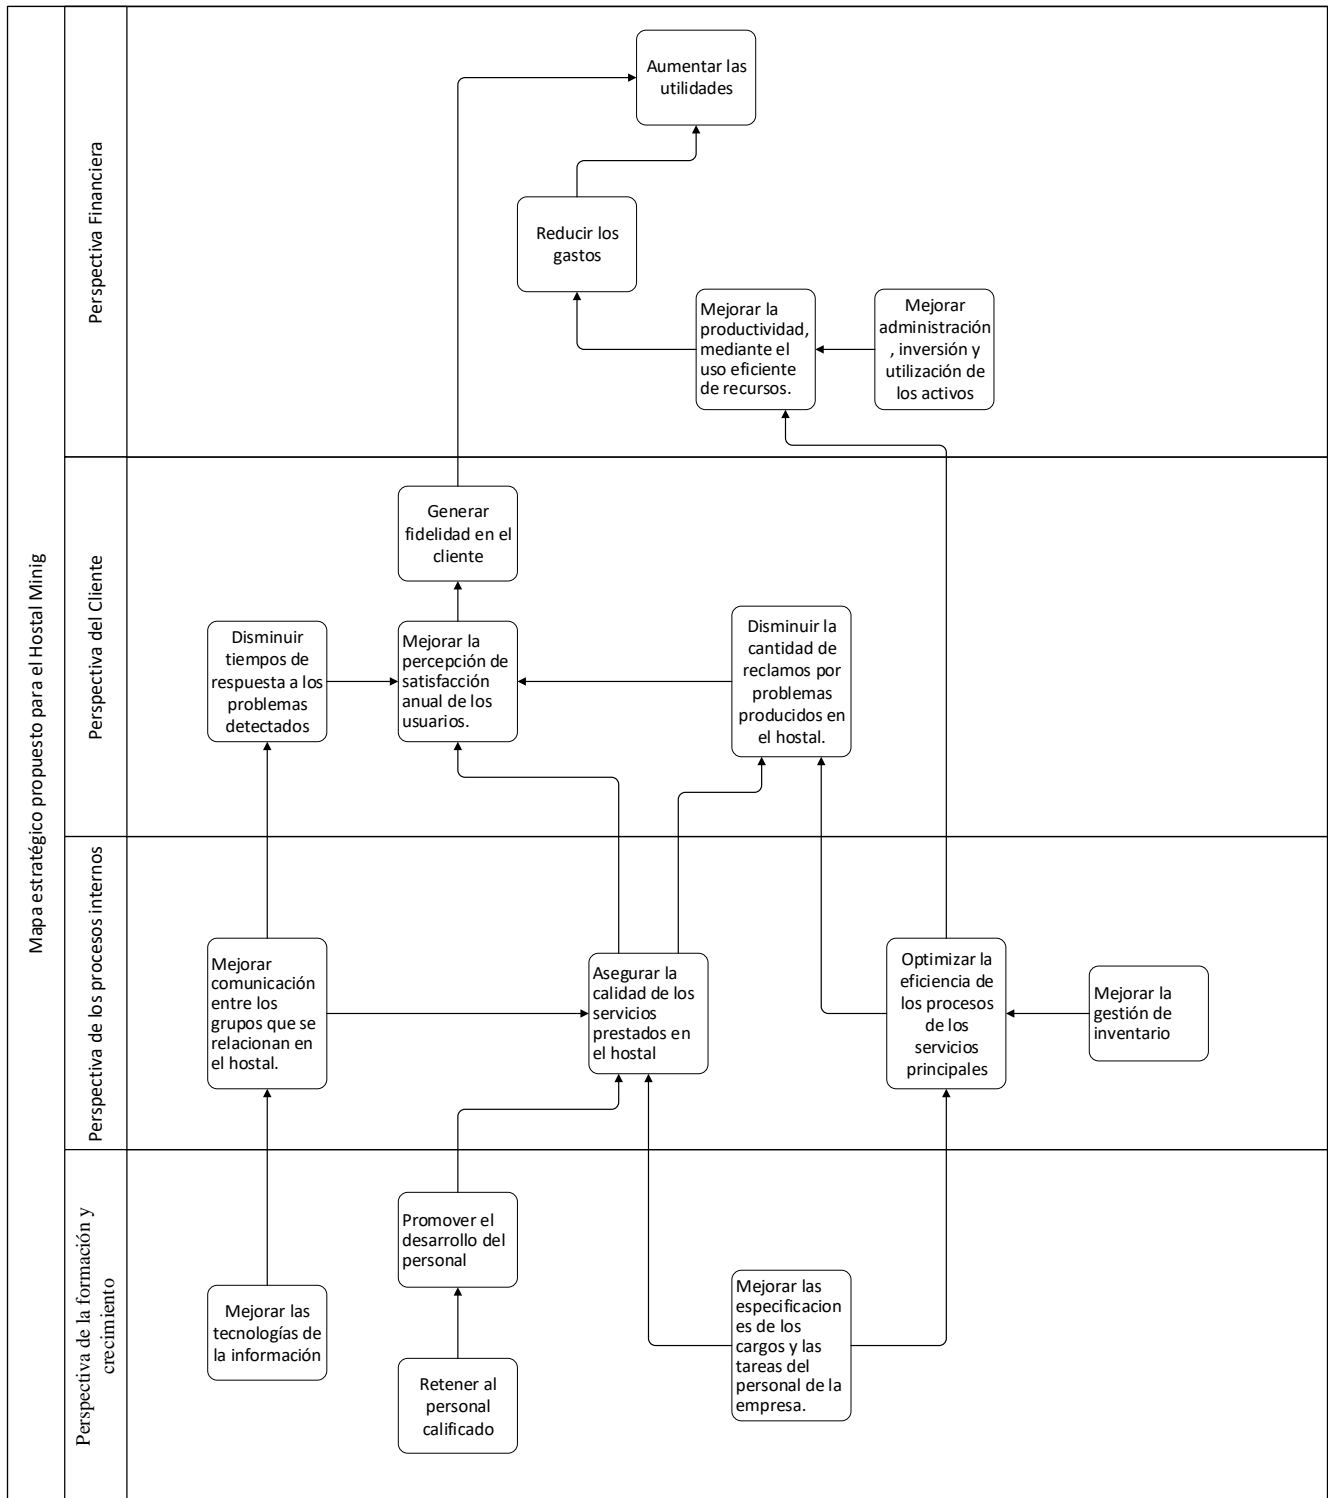 Mapa estratégico propuesto para el Hostal Minig
Perspectiva Financiera
Aumentar las
utilidades
Reducir los
gastos
Mejorar la
productividad,
mediante el
uso eficiente
de recursos.
Mejorar
administración
, inversión y
utilización de
los activos
Perspectiva del Cliente
Generar
fidelidad en el
cliente
Disminuir
tiempos de
respuesta a los
problemas
detectados
Mejorar la
percepción de
satisfacción
anual de los
usuarios.
Disminuir la
cantidad de
reclamos por
problemas
producidos en
el hostal.
Perspectiva de los procesos internos
Mejorar
comunicación
entre los
grupos que se
relacionan en
el hostal.
Asegurar la
calidad de los
servicios
prestados en
el hostal
Optimizar la
eficiencia de
los procesos
de los
servicios
principales
Mejorar la
gestión de
inventario
Perspectiva de la formación y
crecimiento
Mejorar las
tecnologías de
la información
Promover el
desarrollo del
personal
Retener al
personal
calificado
Mejorar las
especificacion
es de los
cargos y las
tareas del
personal de la
empresa.